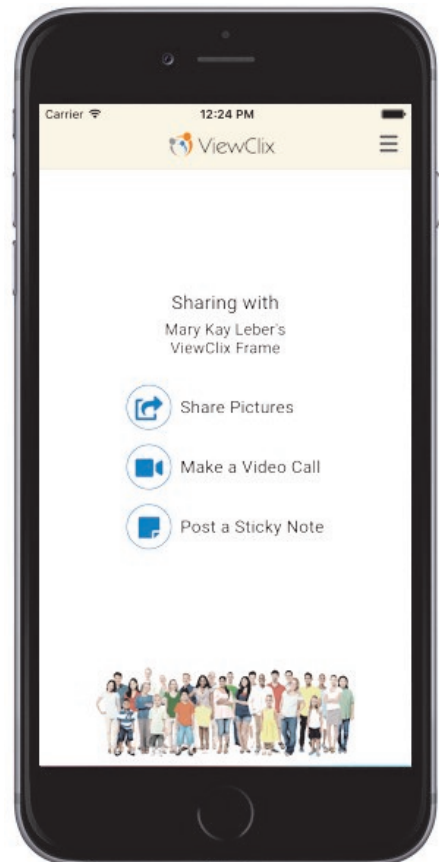 Carrier 12:24 PM
ViewClix
Sharing with
Mary Kay Leber's
ViewClix Frame
Share Pictures
Make a Video Call
Post a Sticky Note